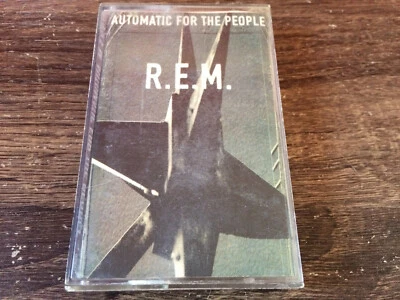 AUTOMATIC FOR THE PEOPLE
R.E.M.